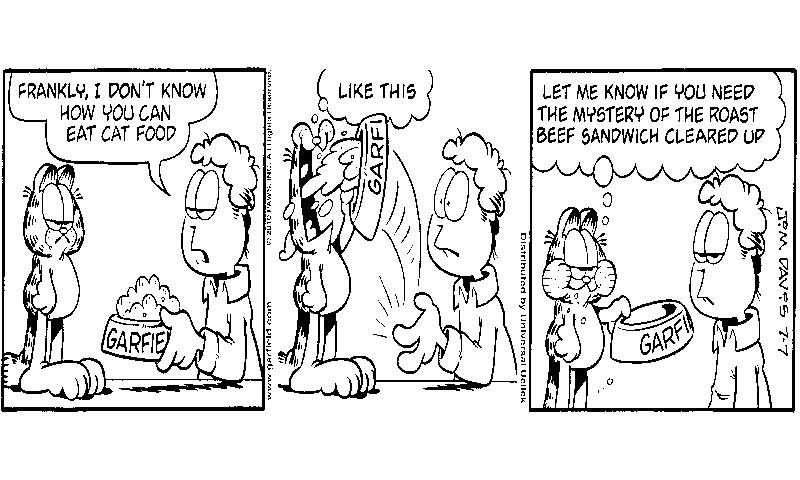 FRANKLY, I DON'T KNOW
HOW YOU CAN
EAT CAT FOOD
GARFIE
© 2010 PAWS, INC. All Rights Reserved.
www.garfield.com
LIKE THIS
GARF
Distributed by Universal Uclick
LET ME KNOW IF YOU NEED
THE MYSTERY OF THE ROAST
BEEF SANDWICH CLEARED UP
GARFI
JIM DAVIS 7-7